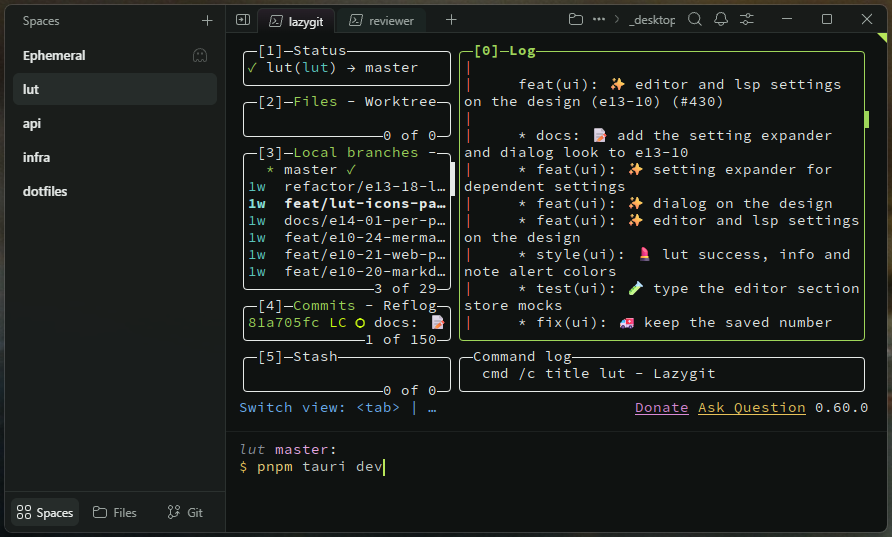 Spaces
Ephemeral
lut
api
infra
dotfiles
Spaces
Files
Git
lazygit
reviewer
_desktop
[1]─Status
✓ lut(lut) → master
[2]─Files - Worktree
0 of 0
[3]─Local branches -
* master ✓
1w refactor/e13-18-l…
1w feat/lut-icons-pa…
1w docs/e14-01-per-p…
1w feat/e10-24-merma…
1w feat/e10-21-web-p…
1w feat/e10-20-markd…
3 of 29
[4]─Commits - Reflog
81a705fc LC docs: 📝
1 of 150
[5]─Stash
0 of 0
[0]─Log
feat(ui): ✨ editor and lsp settings
on the design (e13-10) (#430)
* docs: 📝 add the setting expander
and dialog look to e13-10
* feat(ui): ✨ setting expander for
dependent settings
* feat(ui): ✨ dialog on the design
* feat(ui): ✨ editor and lsp settings
on the design
* style(ui): 💄 lut success, info and
note alert colors
* test(ui): 🧪 type the editor section
store mocks
* fix(ui): 🚑 keep the saved number
Command log
cmd /c title lut - Lazygit
Switch view: <tab> | …
Donate Ask Question 0.60.0
lut master:
$ pnpm tauri dev